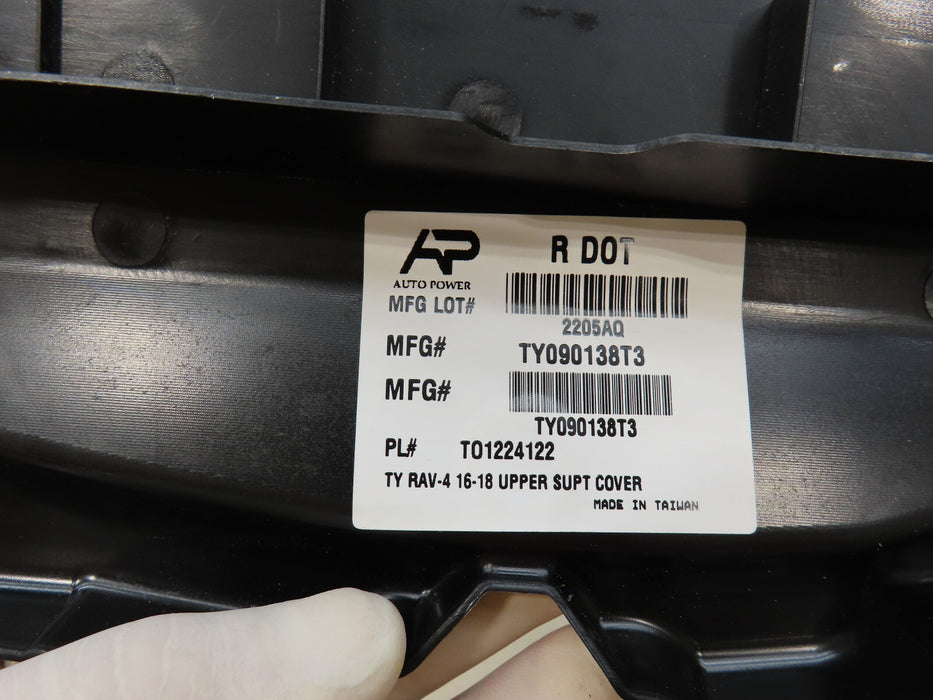 AP
R DOT
AUTO POWER
MFG LOT#
2205AQ
MFG# TY090138T3
MFG#
TY090138T3
PL# TO1224122
TY RAV-4 16-18 UPPER SUPT COVER
MADE IN TAIWAN